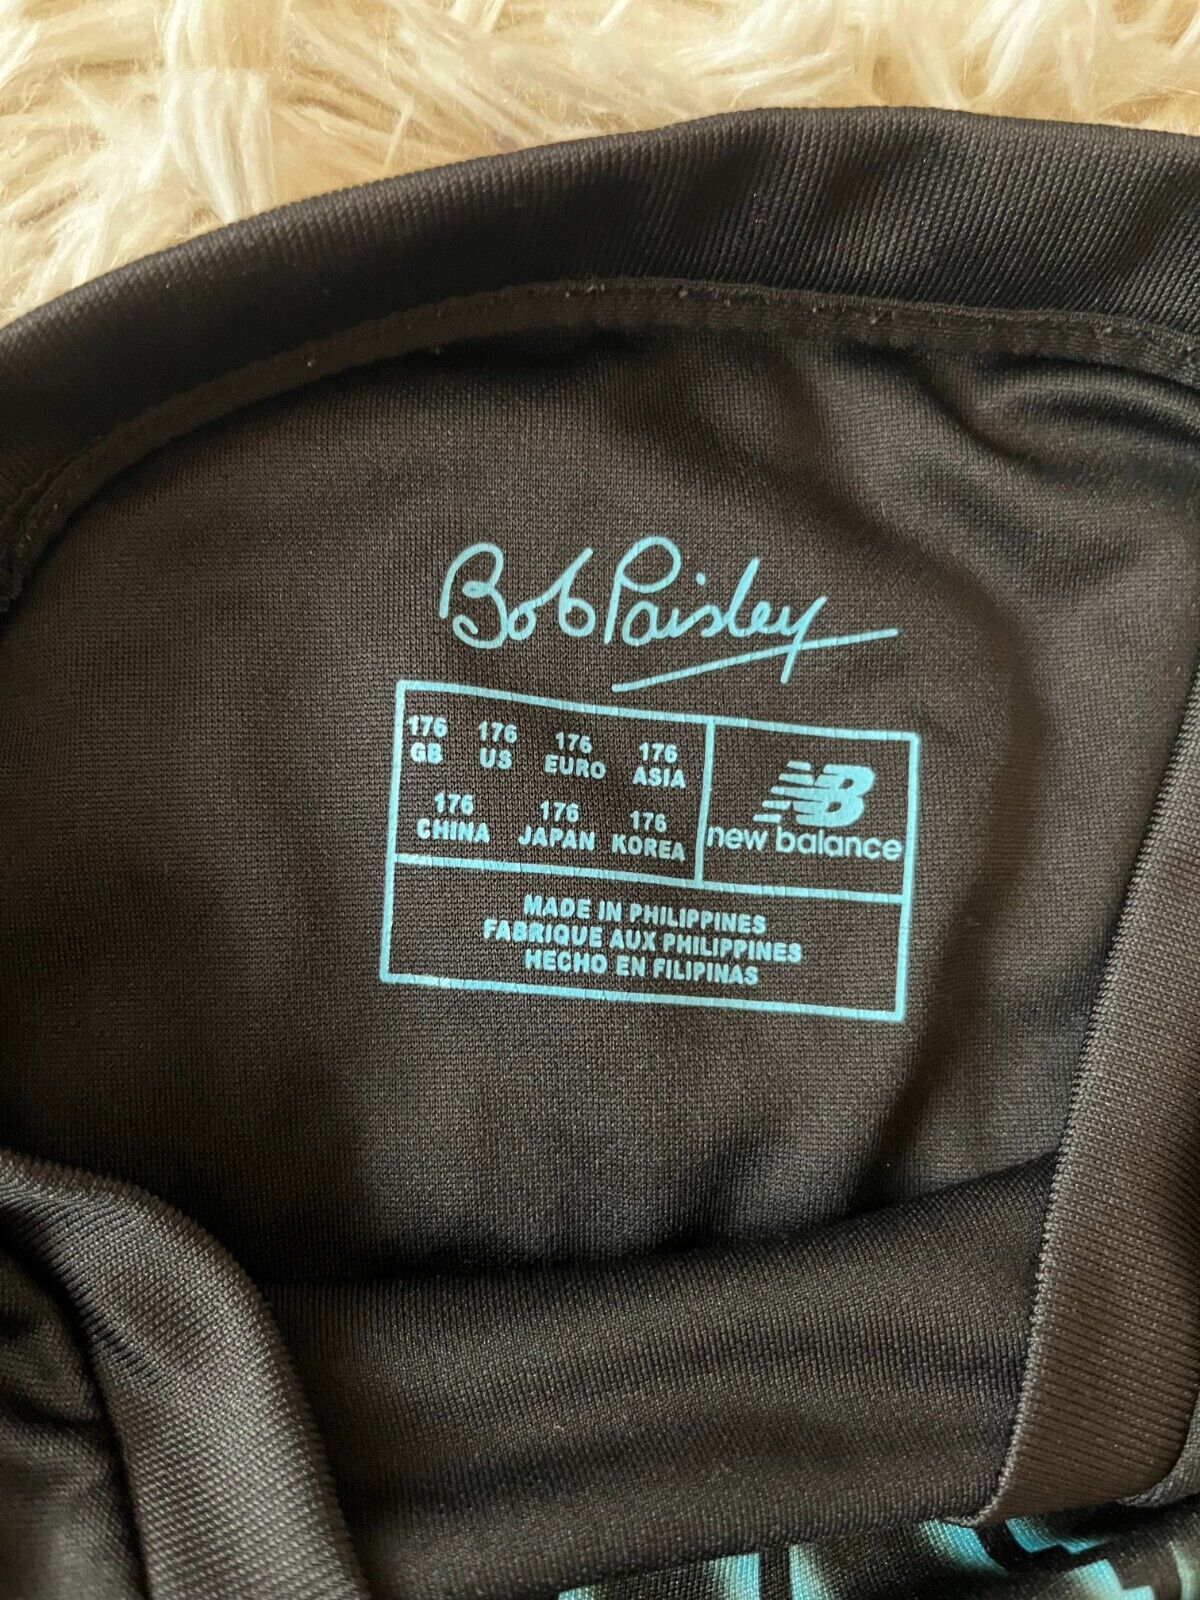 Bob Paisley
176 176 176 176
GB US EURO ASIA
176 176 176
CHINA JAPAN KOREA
NB
new balance
MADE IN PHILIPPINES
FABRIQUE AUX PHILIPPINES
HECHO EN FILIPINAS